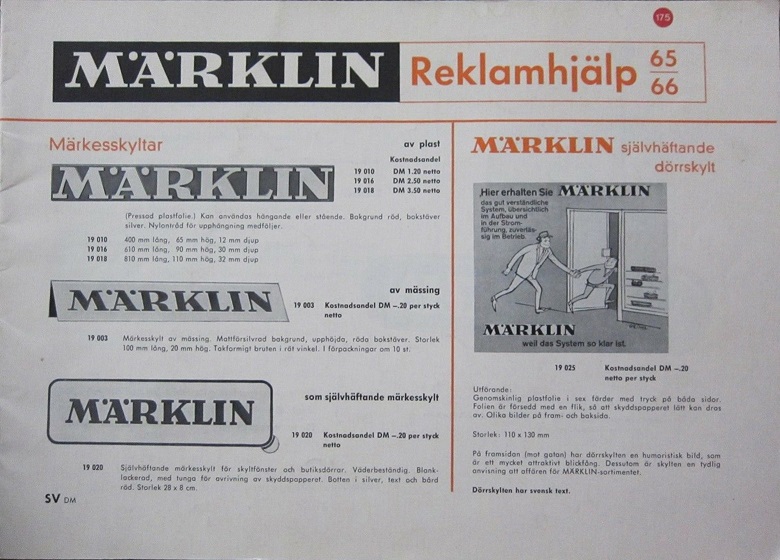 175
MÄRKLIN Reklamhjälp 65/66
Märkesskyltar
av plast
Kostnadsandel
MÄRKLIN
19 010 DM 1.20 netto
19 016 DM 2.50 netto
19 018 DM 3.50 netto
(Pressad plastfolie.) Kan användas hängande eller stående. Bakgrund röd, bokstäver
silver. Nylontråd för upphängning medföljer.
19 010 400 mm lång, 65 mm hög, 12 mm djup
19 016 610 mm lång, 90 mm hög, 30 mm djup
19 018 810 mm lång, 110 mm hög, 32 mm djup
av mässing
MÄRKLIN
19 003 Kostnadsandel DM –.20 per styck
netto
19 003 Märkesskylt av mässing. Mattförsilvrad bakgrund, upphöjda, röda bokstäver. Storlek
100 mm lång, 20 mm hög. Takformigt bruten i rät vinkel. I förpackningar om 10 st.
som självhäftande märkesskylt
MÄRKLIN
19 020 Kostnadsandel DM –.20 per styck
netto
19 020 Självhäftande märkesskylt för skyltfönster och butiksdörrar. Väderbeständig. Blank-
lackerad, med tunga för avrivning av skyddspapperet. Botten i silver, text och bård
röd. Storlek 28 x 8 cm.
SV DM
MÄRKLIN självhäftande
dörrskylt
Hier erhalten Sie MÄRKLIN
das gut verständliche
System, übersichtlich
im Aufbau und
in der Strom-
führung, zuverläs-
sig im Betrieb.
MÄRKLIN
weil das System so klar ist.
19 025 Kostnadsandel DM –.20
netto per styck
Utförande:
Genomskinlig plastfolie i sex färder med tryck på båda sidor.
Folien är försedd med en flik, så att skyddspapperet lätt kan dras
av. Olika bilder på fram- och baksida.
Storlek: 110 x 130 mm
På framsidan (mot gatan) har dörrskylten en humoristisk bild, som
är ett mycket attraktivt blickfång. Dessutom är skylten en tydlig
anvisning att affären för MÄRKLIN-sortimentet.
Dörrskylten har svensk text.